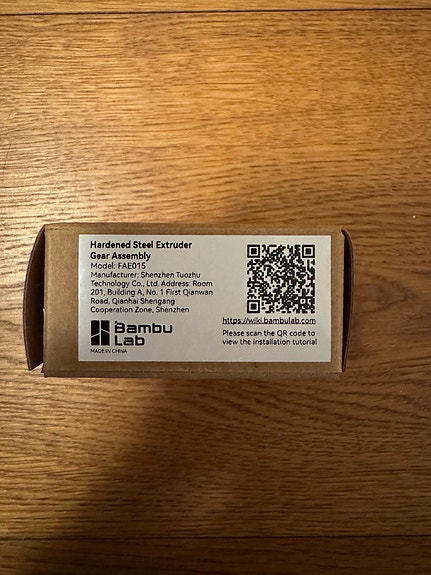 Hardened Steel Extruder
Gear Assembly
Model: FAE015
Manufacturer: Shenzhen Tuozhu
Technology Co., Ltd. Address: Room
201, Building A, No. 1 First Qianwan
Road, Qianhai Shengang
Cooperation Zone, Shenzhen
Bambu
Lab
MADE IN CHINA
https://wiki.bambulab.com
Please scan the QR code to
view the installation tutorial